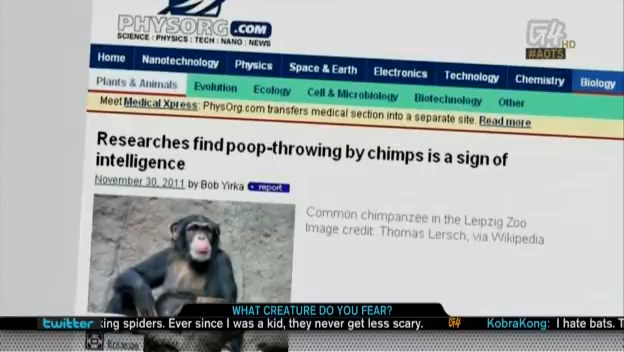 PHYSORG.COM
SCIENCE : PHYSICS : TECH : NANO : NEWS
G4 HD
#AOTS
Home Nanotechnology Physics Space & Earth Electronics Technology Chemistry Biology
Plants & Animals Evolution Ecology Cell & Microbiology Biotechnology Other
Meet Medical Xpress: PhysOrg.com transfers medical section into a separate site. Read more
Researches find poop-throwing by chimps is a sign of
intelligence
November 30, 2011 by Bob Yirka report
Common chimpanzee in the Leipzig Zoo
Image credit: Thomas Lersch, via Wikipedia
Enlarge
WHAT CREATURE DO YOU FEAR?
twitter king spiders. Ever since I was a kid, they never get less scary. G4 KobraKong: I hate bats. T